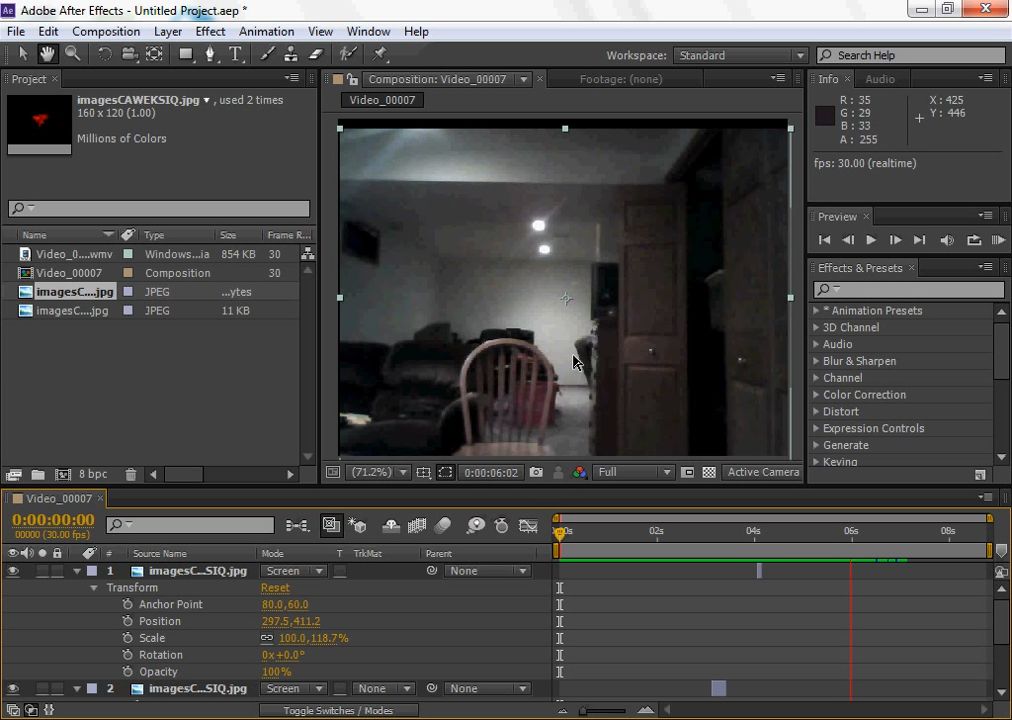 Adobe After Effects - Untitled Project.aep *
File Edit Composition Layer Effect Animation View Window Help
Workspace: Standard Search Help
Project
imagesCAWEKSIQ.jpg ▾ , used 2 times
160 x 120 (1.00)
Millions of Colors
Name Type Size Frame R...
Video_0....wmv Windows...ia 854 KB 30
Video_00007 Composition 30
imagesC....jpg JPEG ...ytes
imagesC....jpg JPEG 11 KB
8 bpc
Composition: Video_00007 Footage: (none)
Video_00007
(71.2%) 0:00:06:02 Full Active Camera
Info Audio
R : 35 X : 425
G : 29 Y : 446
B : 33
A : 255
fps: 30.00 (realtime)
Preview
Effects & Presets
* Animation Presets
3D Channel
Audio
Blur & Sharpen
Channel
Color Correction
Distort
Expression Controls
Generate
Keying
Video_00007
0:00:00:00
00000 (30.00 fps)
0s 02s 04s 06s 08s
# Source Name Mode T TrkMat Parent
1 imagesC...SIQ.jpg Screen None
Transform Reset
Anchor Point 80.0,60.0
Position 297.5,411.2
Scale 100.0,118.7%
Rotation 0x+0.0°
Opacity 100%
2 imagesC...SIQ.jpg Screen None None
Toggle Switches / Modes